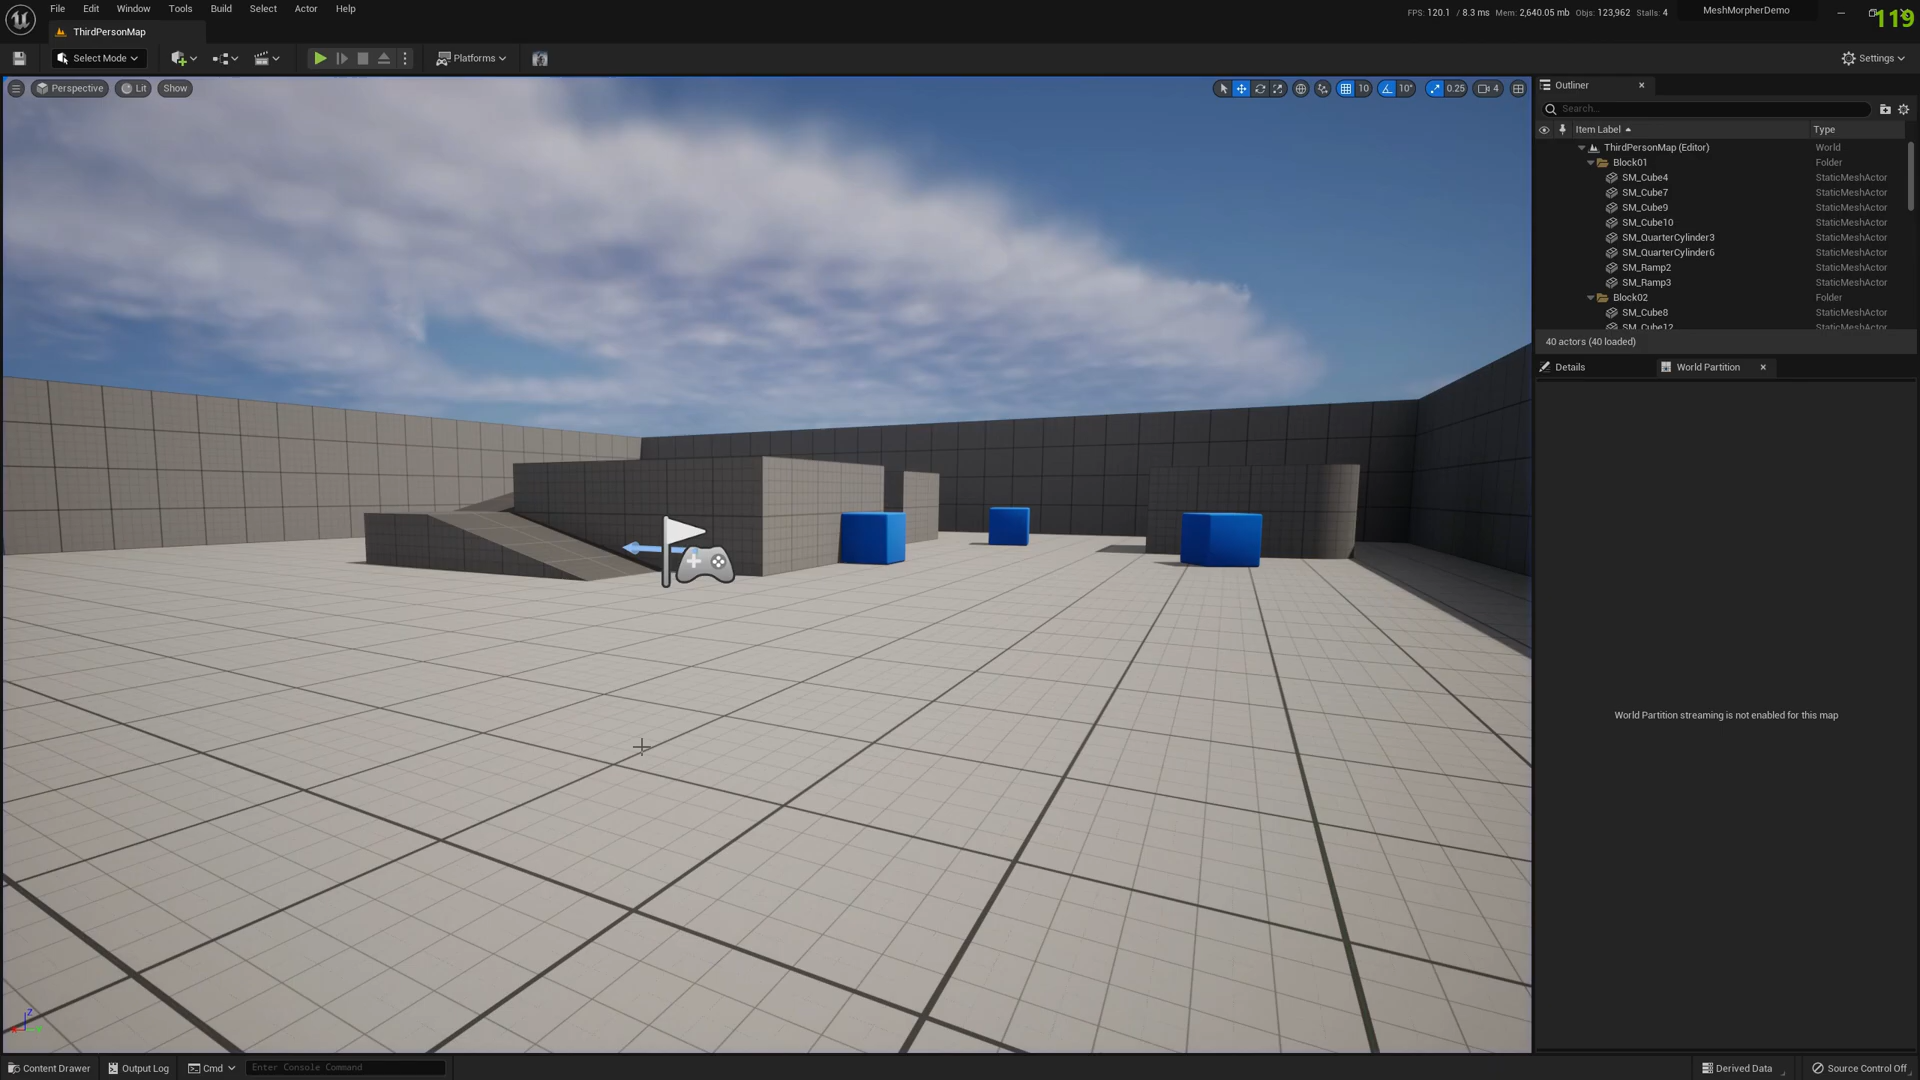 File Edit Window Tools Build Select Actor Help
FPS: 120.1 / 8.3 ms Mem: 2,640.05 mb Objs: 123,962 Stalls: 4
MeshMorpherDemo
119
ThirdPersonMap
Select Mode
Platforms
Settings
Perspective Lit Show
10 10° 0.25 4
Outliner
Search...
Item Label Type
ThirdPersonMap (Editor) World
Block01 Folder
SM_Cube4 StaticMeshActor
SM_Cube7 StaticMeshActor
SM_Cube9 StaticMeshActor
SM_Cube10 StaticMeshActor
SM_QuarterCylinder3 StaticMeshActor
SM_QuarterCylinder6 StaticMeshActor
SM_Ramp2 StaticMeshActor
SM_Ramp3 StaticMeshActor
Block02 Folder
SM_Cube8 StaticMeshActor
SM_Cube12 StaticMeshActor
40 actors (40 loaded)
Details World Partition
World Partition streaming is not enabled for this map
Z
Content Drawer Output Log Cmd Enter Console Command
Derived Data Source Control Off